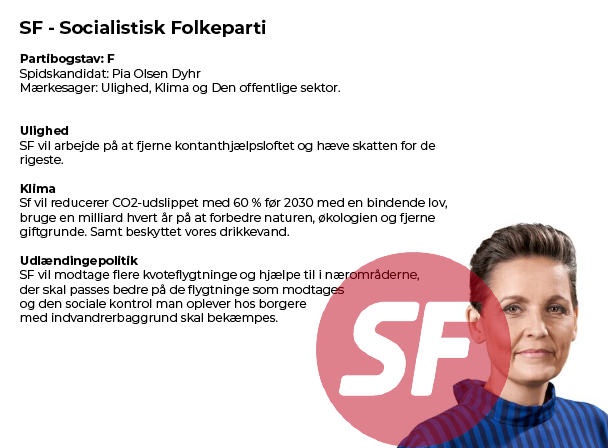 SF - Socialistisk Folkeparti
Partibogstav: F
Spidskandidat: Pia Olsen Dyhr
Mærkesager: Ulighed, Klima og Den offentlige sektor.
Ulighed
SF vil arbejde på at fjerne kontanthjælpsloftet og hæve skatten for de
rigeste.
Klima
Sf vil reducerer CO2-udslippet med 60 % før 2030 med en bindende lov,
bruge en milliard hvert år på at forbedre naturen, økologien og fjerne
giftgrunde. Samt beskyttet vores drikkevand.
Udlændingepolitik
SF vil modtage flere kvoteflygtninge og hjælpe til i nærområderne,
der skal passes bedre på de flygtninge som modtages
og den sociale kontrol man oplever hos borgere
med indvandrerbaggrund skal bekæmpes.
SF